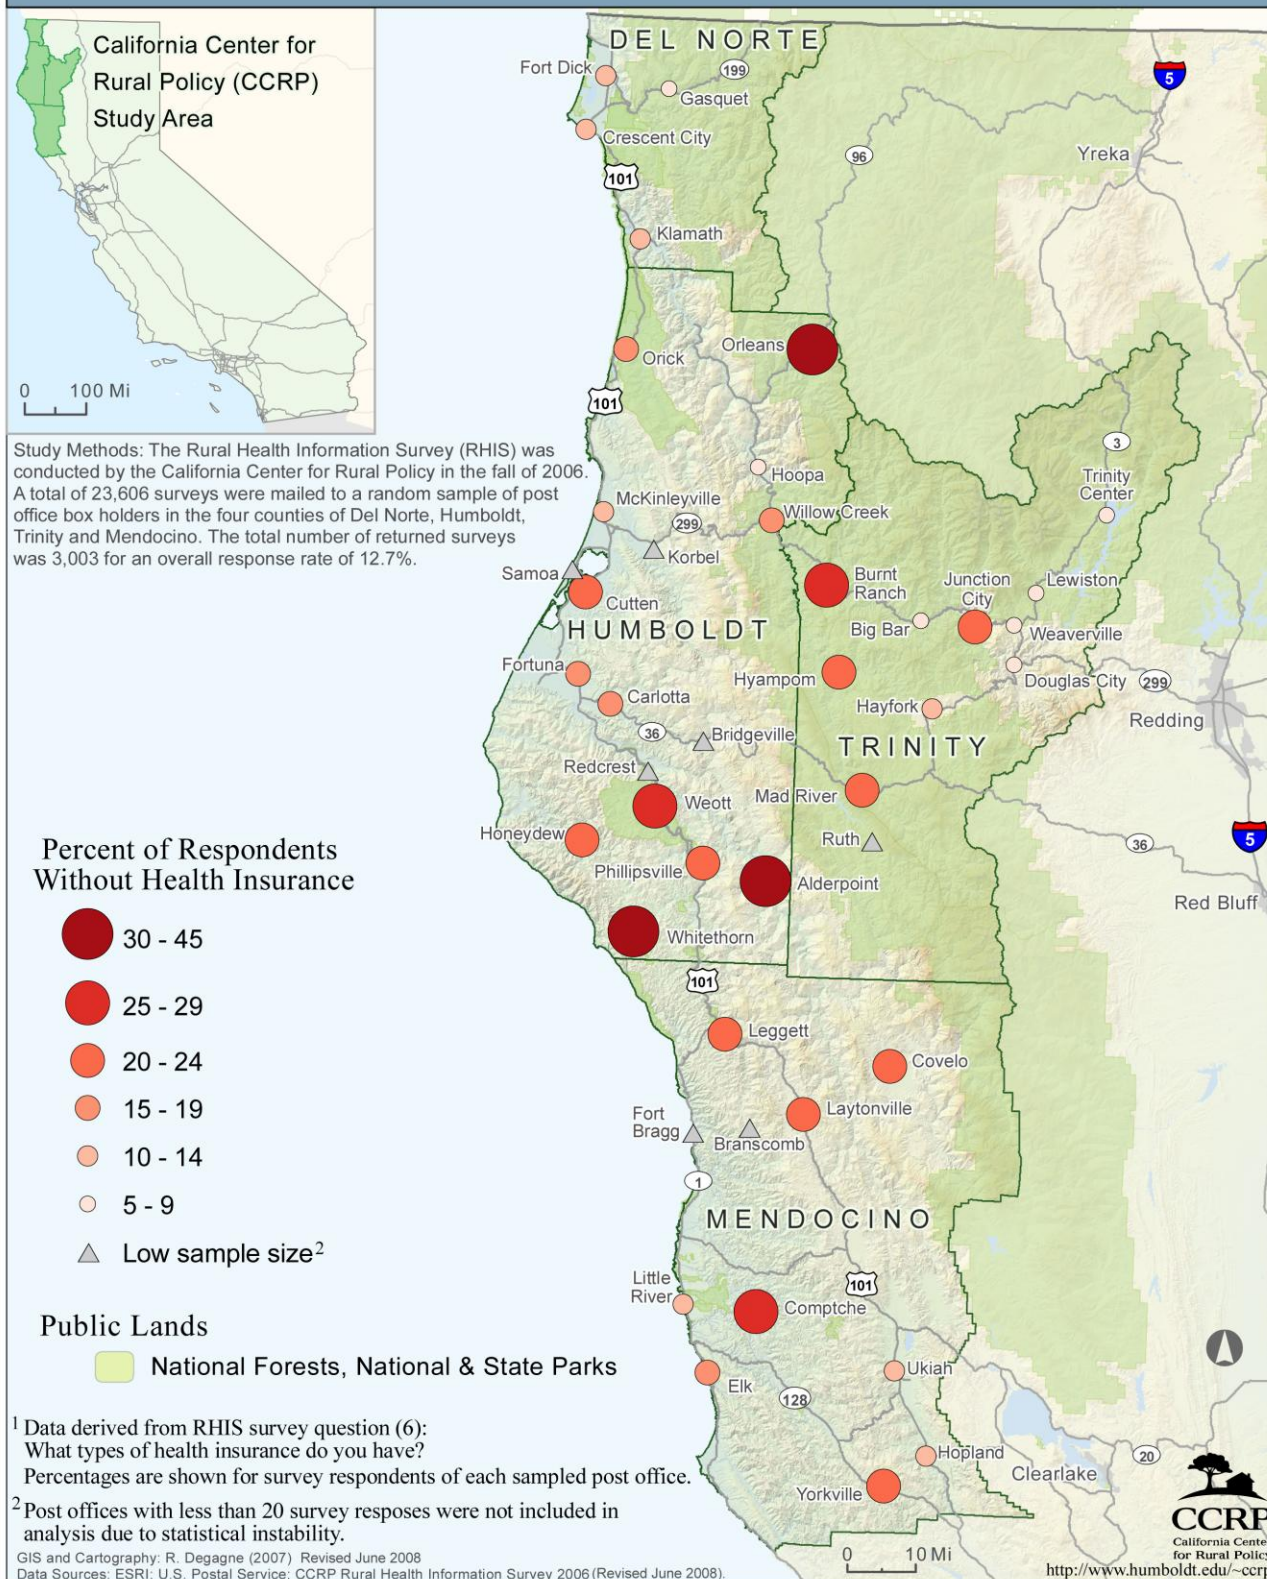 California Center for
Rural Policy (CCRP)
Study Area
0 100 Mi
Study Methods: The Rural Health Information Survey (RHIS) was
conducted by the California Center for Rural Policy in the fall of 2006.
A total of 23,606 surveys were mailed to a random sample of post
office box holders in the four counties of Del Norte, Humboldt,
Trinity and Mendocino. The total number of returned surveys
was 3,003 for an overall response rate of 12.7%.
DEL NORTE
Fort Dick
199
Gasquet
5
Crescent City
96
Yreka
101
Klamath
Orleans
Orick
101
3
Hoopa
Trinity
Center
McKinleyville
299
Willow Creek
Korbel
Samoa
Burnt
Ranch
Junction
City
Lewiston
Cutten
Big Bar
Weaverville
HUMBOLDT
Fortuna
Hyampom
Douglas City
299
Carlotta
Hayfork
Redding
36
Bridgeville
TRINITY
Redcrest
Mad River
Weott
Honeydew
Ruth
36
5
Phillipsville
Alderpoint
Red Bluff
Whitethorn
101
Leggett
Covelo
Laytonville
Fort
Bragg
Branscomb
1
MENDOCINO
Little
River
101
Comptche
Elk
Ukiah
128
Hopland
20
Clearlake
Yorkville
Percent of Respondents
Without Health Insurance
30 - 45
25 - 29
20 - 24
15 - 19
10 - 14
5 - 9
Low sample size2
Public Lands
National Forests, National & State Parks
1 Data derived from RHIS survey question (6):
What types of health insurance do you have?
Percentages are shown for survey respondents of each sampled post office.
2 Post offices with less than 20 survey resposes were not included in
analysis due to statistical instability.
GIS and Cartography: R. Degagne (2007) Revised June 2008
Data Sources: ESRI; U.S. Postal Service; CCRP Rural Health Information Survey 2006 (Revised June 2008).
0 10 Mi
CCRP
California Cente
for Rural Policy
http://www.humboldt.edu/~ccrp